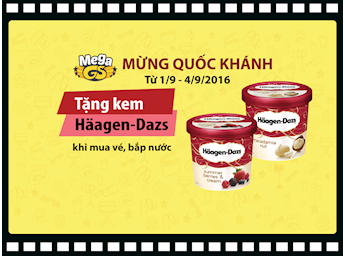 Mega
GS
MỪNG QUỐC KHÁNH
Từ 1/9 - 4/9/2016
Tặng kem
Häagen-Dazs
khi mua vé, bắp nước
Häagen-Dazs
macadamia
nut
Häagen-Dazs
summer
berries &
cream